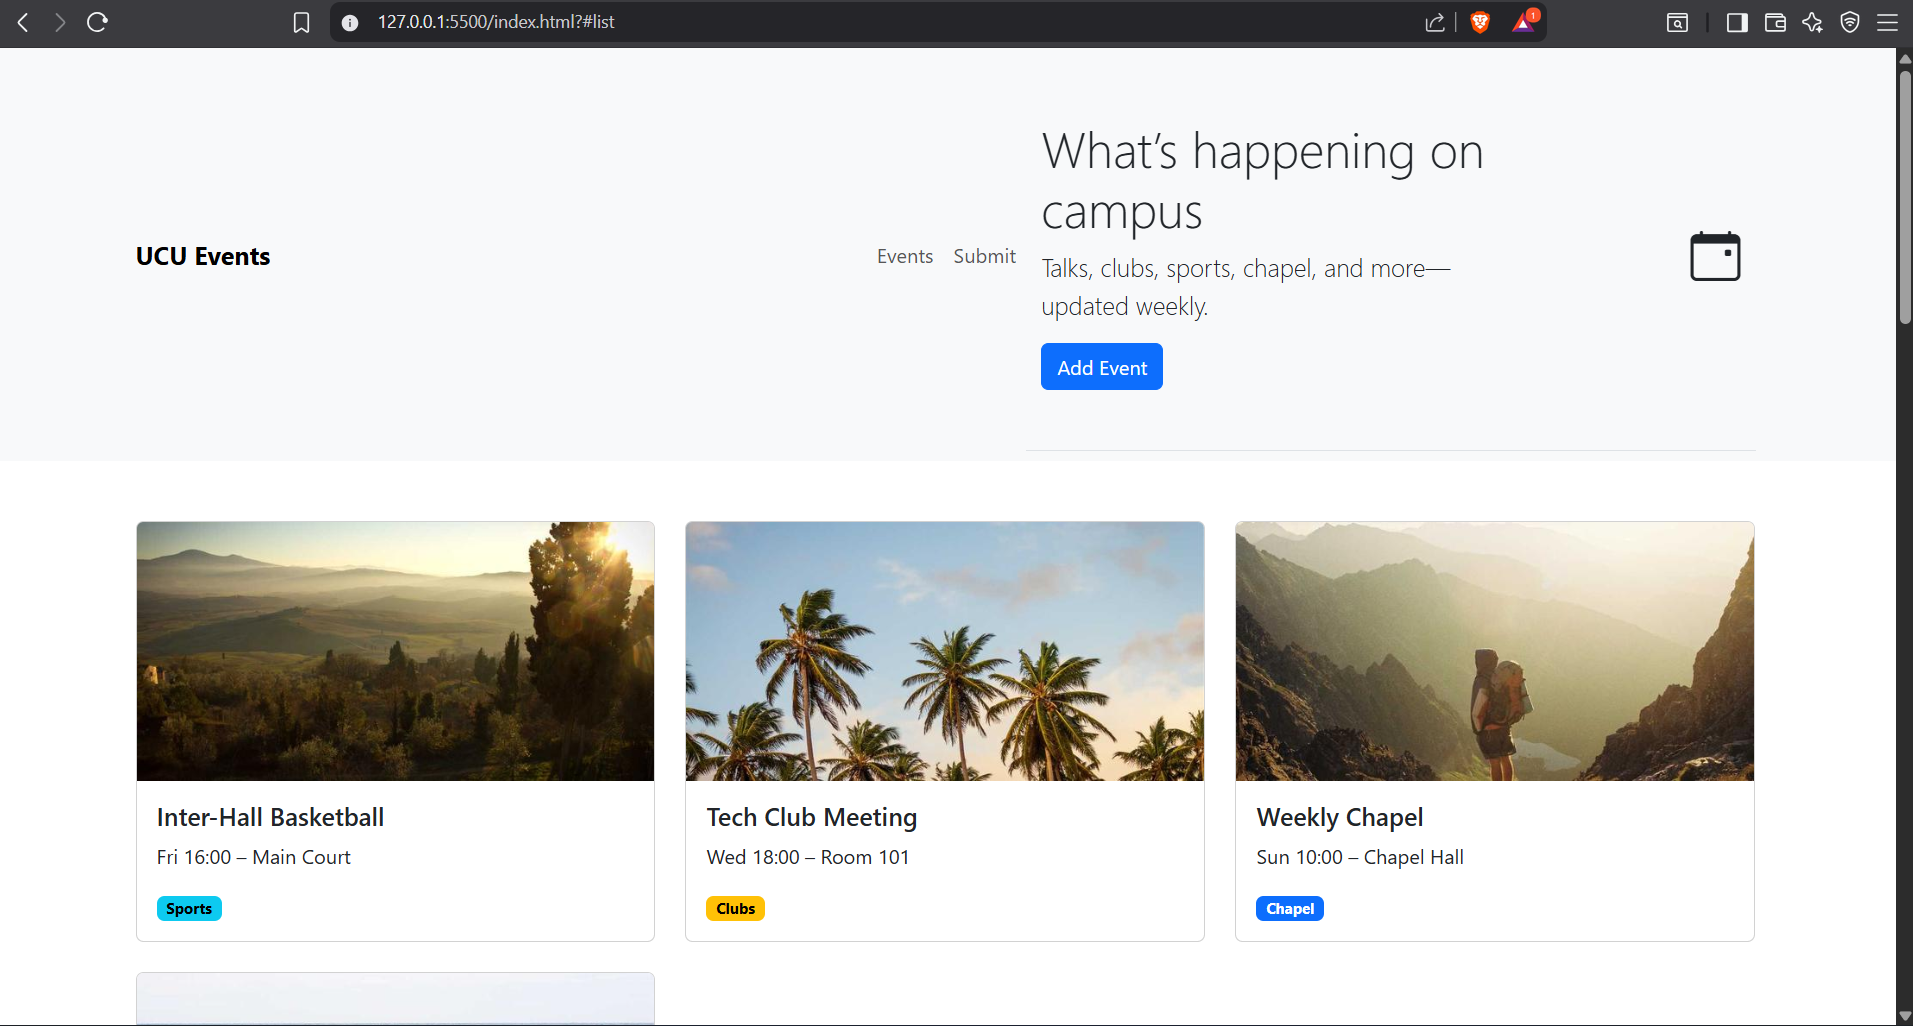 127.0.0.1:5500/index.html?#list
1
UCU Events
Events
Submit
What’s happening on
campus
Talks, clubs, sports, chapel, and more—
updated weekly.
Add Event
Inter-Hall Basketball
Fri 16:00 – Main Court
Sports
Tech Club Meeting
Wed 18:00 – Room 101
Clubs
Weekly Chapel
Sun 10:00 – Chapel Hall
Chapel